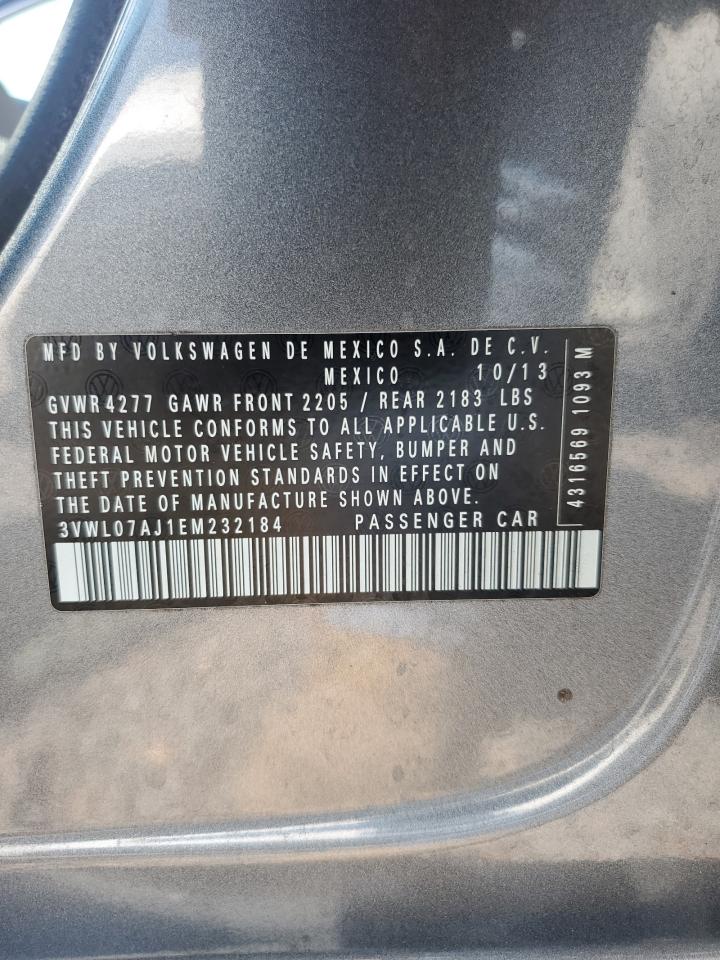 MFD BY VOLKSWAGEN DE MEXICO S.A. DE C.V.
MEXICO 10/13
GVWR 4277 GAWR FRONT 2205 / REAR 2183 LBS
THIS VEHICLE CONFORMS TO ALL APPLICABLE U.S.
FEDERAL MOTOR VEHICLE SAFETY, BUMPER AND
THEFT PREVENTION STANDARDS IN EFFECT ON
THE DATE OF MANUFACTURE SHOWN ABOVE.
3VWL07AJ1EM232184 PASSENGER CAR
4316569 1093 M